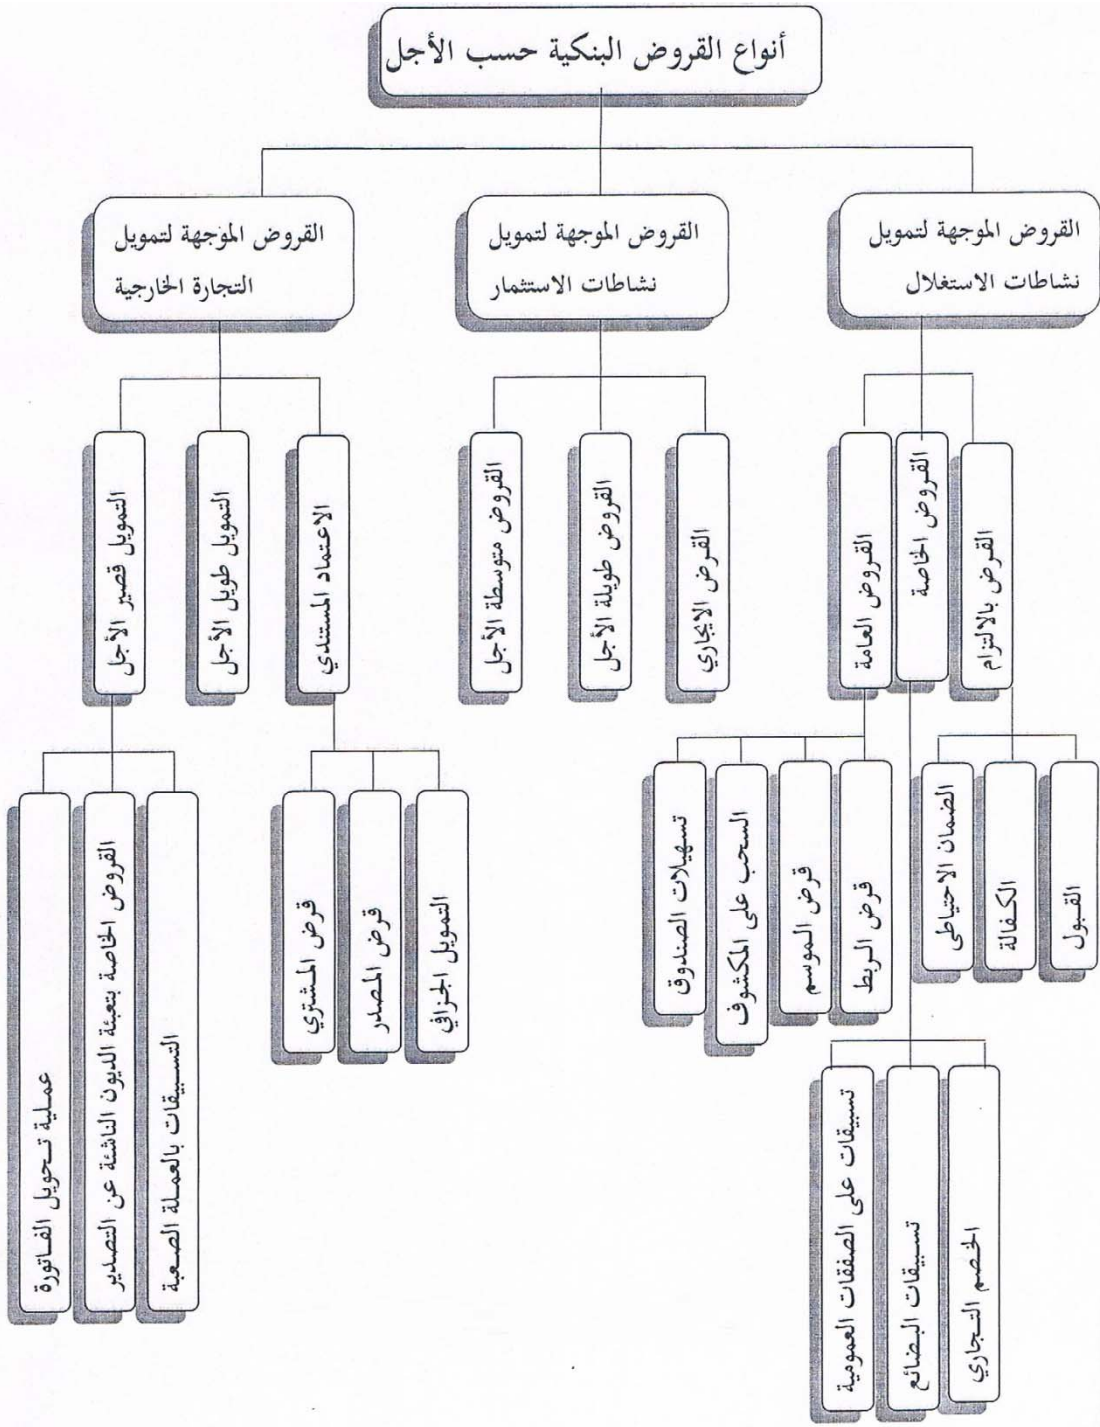 أنواع القروض البنكية حسب الأجل
القروض الموجهة لتمويل
نشاطات الاستغلال
القروض الموجهة لتمويل
نشاطات الاستثمار
القروض الموجهة لتمويل
التجارة الخارجية
القرض بالالتزام
القروض الخاصة
القروض العامة
القرض الايجاري
القروض طويلة الأجل
القروض متوسطة الأجل
الاعتماد المستندي
التمويل طويل الأجل
التمويل قصير الأجل
القبول
الكفالة
الضمان الاحتياطي
قرض الربط
قرض الموسم
السحب على المكشوف
تسهيلات الصندوق
التمويل الجزافي
قرض المصدر
قرض المشتري
التسبيقات بالعملة الصعبة
القروض الخاصة بتعبئة الديون الناشئة عن التصدير
عملية تحويل الفاتورة
الخصم التجاري
تسبيقات البضائع
تسبيقات على الصفقات العمومية